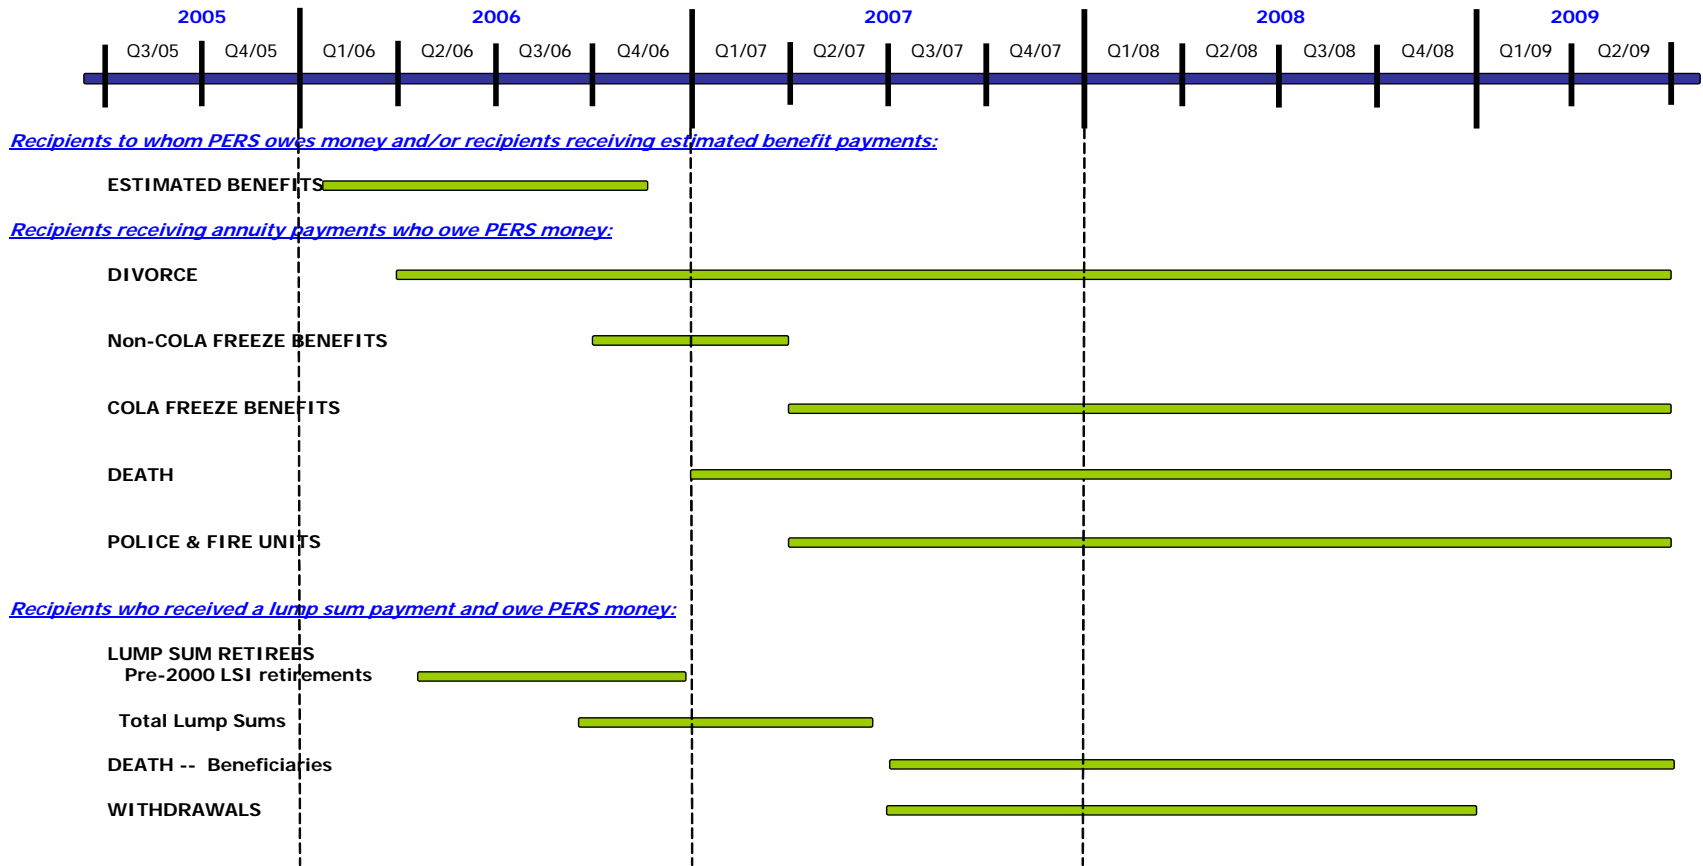 2005 2006 2007 2008 2009
Q3/05 Q4/05 Q1/06 Q2/06 Q3/06 Q4/06 Q1/07 Q2/07 Q3/07 Q4/07 Q1/08 Q2/08 Q3/08 Q4/08 Q1/09 Q2/09
Recipients to whom PERS owes money and/or recipients receiving estimated benefit payments:
ESTIMATED BENEFITS
Recipients receiving annuity payments who owe PERS money:
DIVORCE
Non-COLA FREEZE BENEFITS
COLA FREEZE BENEFITS
DEATH
POLICE & FIRE UNITS
Recipients who received a lump sum payment and owe PERS money:
LUMP SUM RETIREES
Pre-2000 LSI retirements
Total Lump Sums
DEATH -- Beneficiaries
WITHDRAWALS